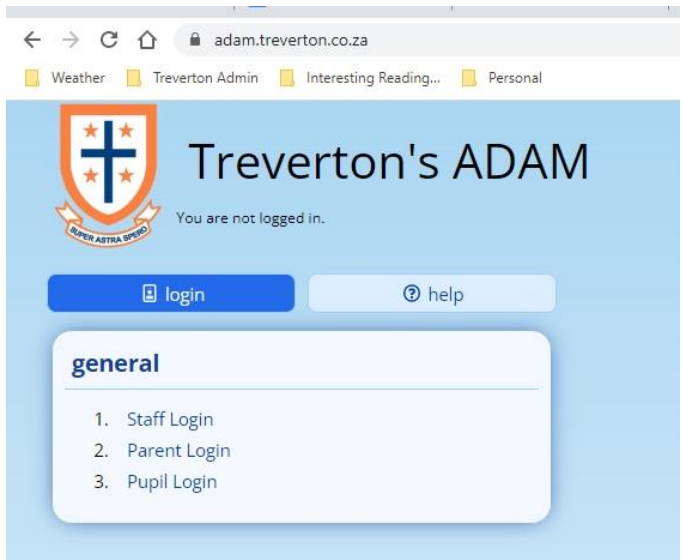 adam.treverton.co.za
Weather Treverton Admin Interesting Reading... Personal
Treverton's ADAM
You are not logged in.
SUPER ASTRA SPERO
login help
general
1. Staff Login
2. Parent Login
3. Pupil Login